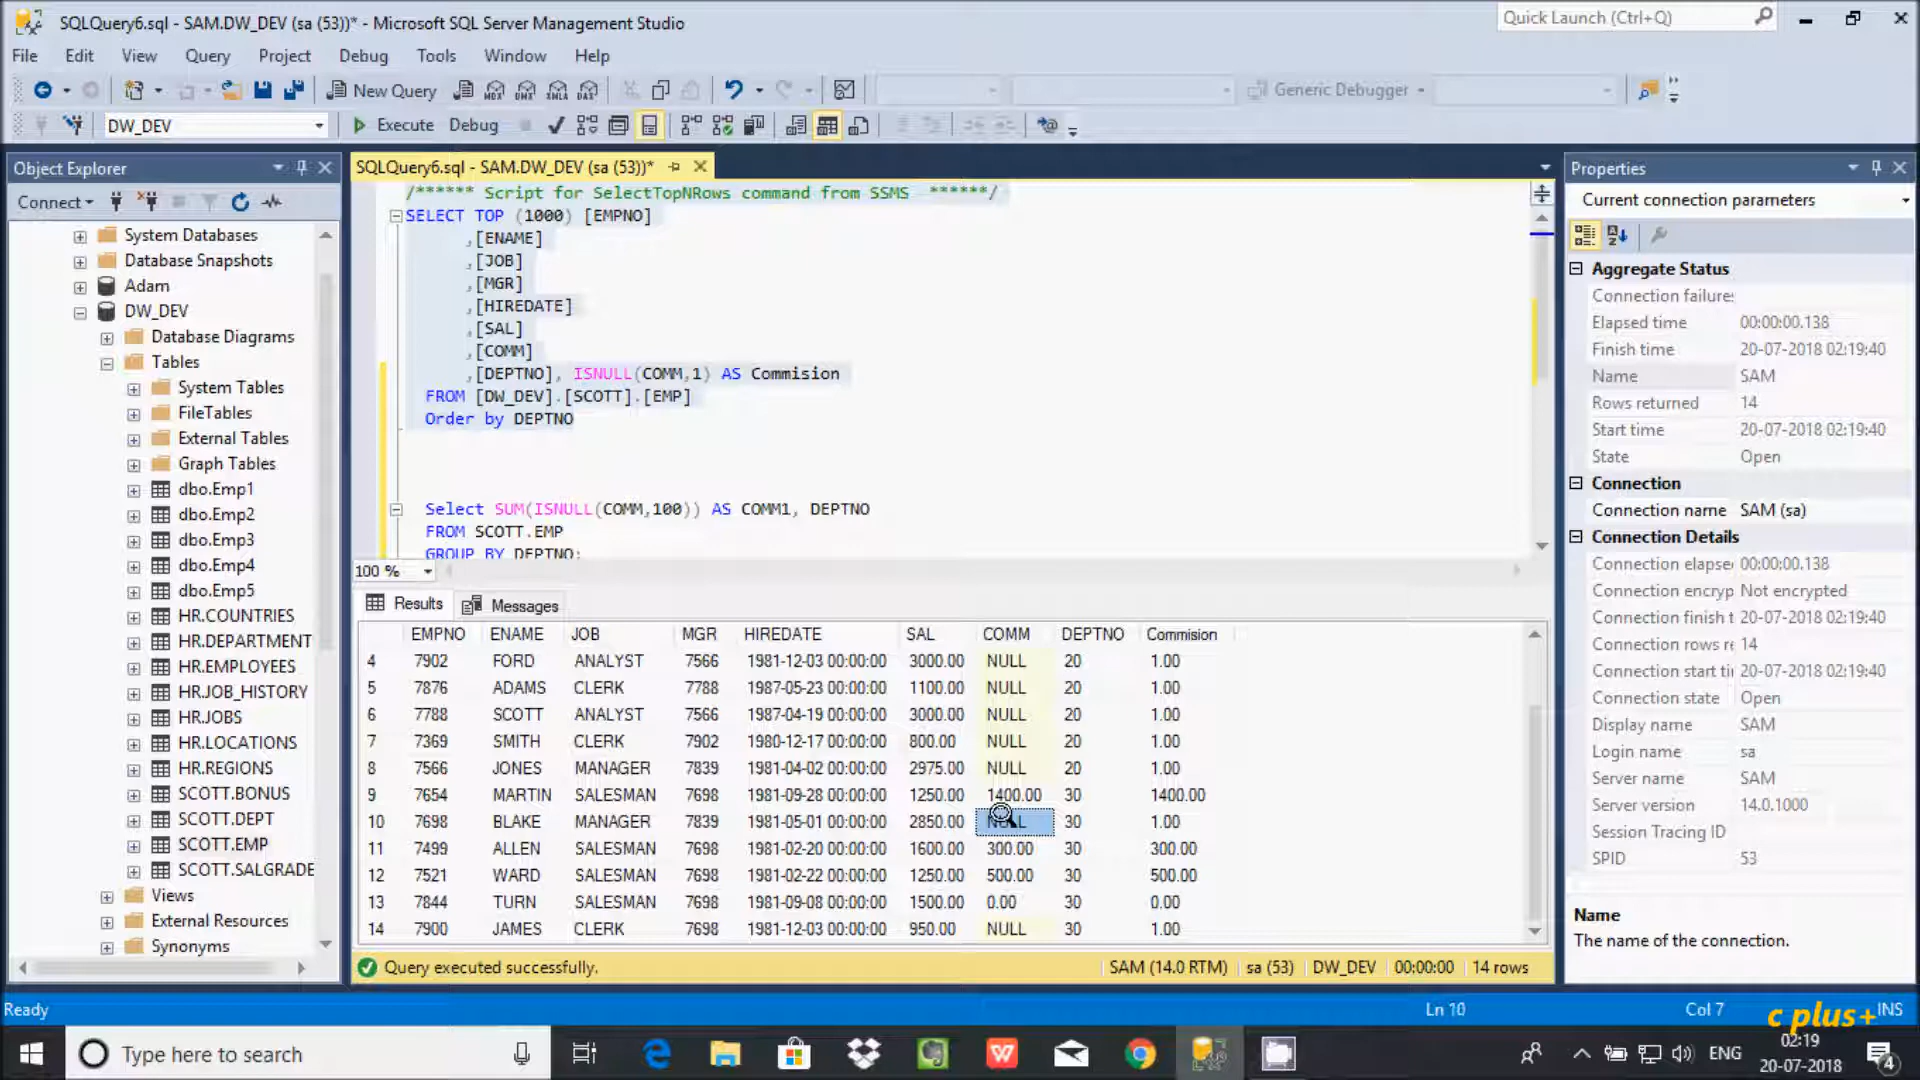 SQLQuery6.sql - SAM.DW_DEV (sa (53))* - Microsoft SQL Server Management Studio
Quick Launch (Ctrl+Q)
File Edit View Query Project Debug Tools Window Help
New Query
Generic Debugger
DW_DEV
Execute Debug
Object Explorer
Connect
System Databases
Database Snapshots
Adam
DW_DEV
Database Diagrams
Tables
System Tables
FileTables
External Tables
Graph Tables
dbo.Emp1
dbo.Emp2
dbo.Emp3
dbo.Emp4
dbo.Emp5
HR.COUNTRIES
HR.DEPARTMENT
HR.EMPLOYEES
HR.JOB_HISTORY
HR.JOBS
HR.LOCATIONS
HR.REGIONS
SCOTT.BONUS
SCOTT.DEPT
SCOTT.EMP
SCOTT.SALGRADE
Views
External Resources
Synonyms
SQLQuery6.sql - SAM.DW_DEV (sa (53))*
/****** Script for SelectTopNRows command from SSMS ******/
SELECT TOP (1000) [EMPNO]
,[ENAME]
,[JOB]
,[MGR]
,[HIREDATE]
,[SAL]
,[COMM]
,[DEPTNO], ISNULL(COMM,1) AS Commision
FROM [DW_DEV].[SCOTT].[EMP]
Order by DEPTNO
Select SUM(ISNULL(COMM,100)) AS COMM1, DEPTNO
FROM SCOTT.EMP
GROUP BY DEPTNO;
100 %
Results Messages
EMPNO ENAME JOB MGR HIREDATE SAL COMM DEPTNO Commision
4 7902 FORD ANALYST 7566 1981-12-03 00:00:00 3000.00 NULL 20 1.00
5 7876 ADAMS CLERK 7788 1987-05-23 00:00:00 1100.00 NULL 20 1.00
6 7788 SCOTT ANALYST 7566 1987-04-19 00:00:00 3000.00 NULL 20 1.00
7 7369 SMITH CLERK 7902 1980-12-17 00:00:00 800.00 NULL 20 1.00
8 7566 JONES MANAGER 7839 1981-04-02 00:00:00 2975.00 NULL 20 1.00
9 7654 MARTIN SALESMAN 7698 1981-09-28 00:00:00 1250.00 1400.00 30 1400.00
10 7698 BLAKE MANAGER 7839 1981-05-01 00:00:00 2850.00 NULL 30 1.00
11 7499 ALLEN SALESMAN 7698 1981-02-20 00:00:00 1600.00 300.00 30 300.00
12 7521 WARD SALESMAN 7698 1981-02-22 00:00:00 1250.00 500.00 30 500.00
13 7844 TURN SALESMAN 7698 1981-09-08 00:00:00 1500.00 0.00 30 0.00
14 7900 JAMES CLERK 7698 1981-12-03 00:00:00 950.00 NULL 30 1.00
Query executed successfully. SAM (14.0 RTM) sa (53) DW_DEV 00:00:00 14 rows
Properties
Current connection parameters
Aggregate Status
Connection failure:
Elapsed time 00:00:00.138
Finish time 20-07-2018 02:19:40
Name SAM
Rows returned 14
Start time 20-07-2018 02:19:40
State Open
Connection
Connection name SAM (sa)
Connection Details
Connection elapse 00:00:00.138
Connection encryp Not encrypted
Connection finish t 20-07-2018 02:19:40
Connection rows re 14
Connection start ti 20-07-2018 02:19:40
Connection state Open
Display name SAM
Login name sa
Server name SAM
Server version 14.0.1000
Session Tracing ID
SPID 53
Name
The name of the connection.
Ready Ln 10 Col 7 INS
c plus+
Type here to search
ENG
02:19
20-07-2018
4